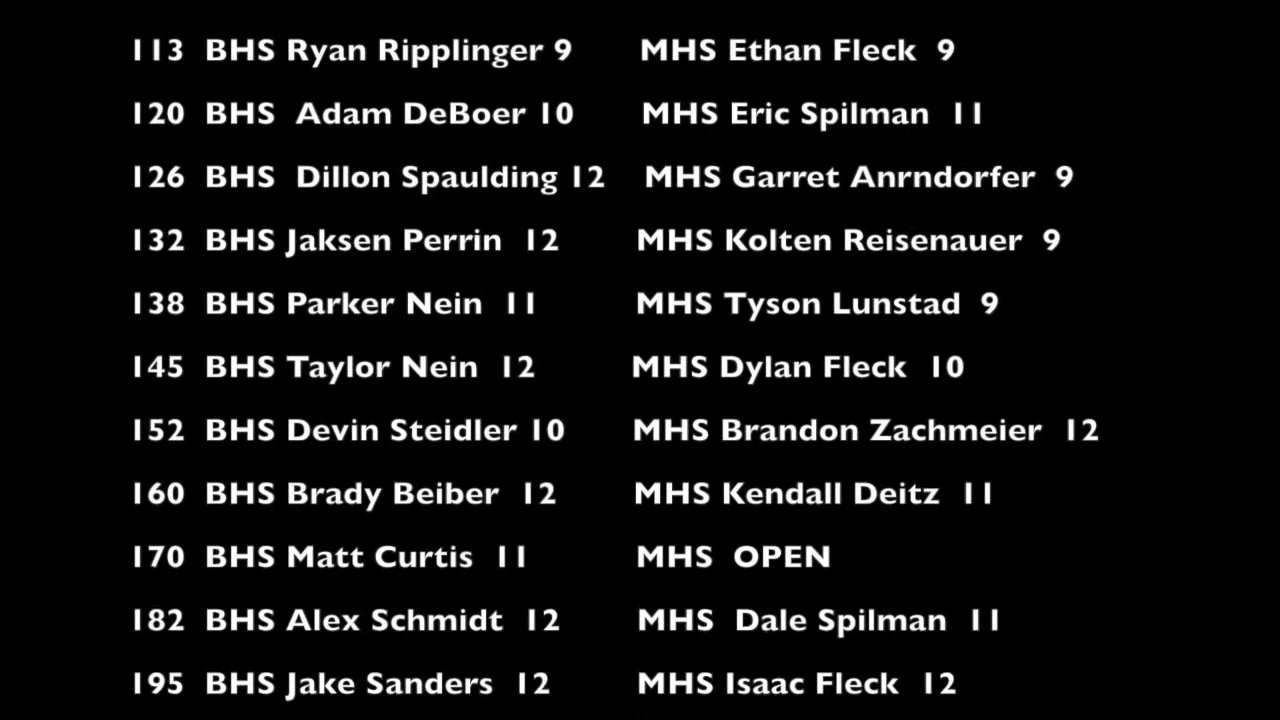 113 BHS Ryan Ripplinger 9 MHS Ethan Fleck 9
120 BHS Adam DeBoer 10 MHS Eric Spilman 11
126 BHS Dillon Spaulding 12 MHS Garret Anrndorfer 9
132 BHS Jaksen Perrin 12 MHS Kolten Reisenauer 9
138 BHS Parker Nein 11 MHS Tyson Lunstad 9
145 BHS Taylor Nein 12 MHS Dylan Fleck 10
152 BHS Devin Steidler 10 MHS Brandon Zachmeier 12
160 BHS Brady Beiber 12 MHS Kendall Deitz 11
170 BHS Matt Curtis 11 MHS OPEN
182 BHS Alex Schmidt 12 MHS Dale Spilman 11
195 BHS Jake Sanders 12 MHS Isaac Fleck 12